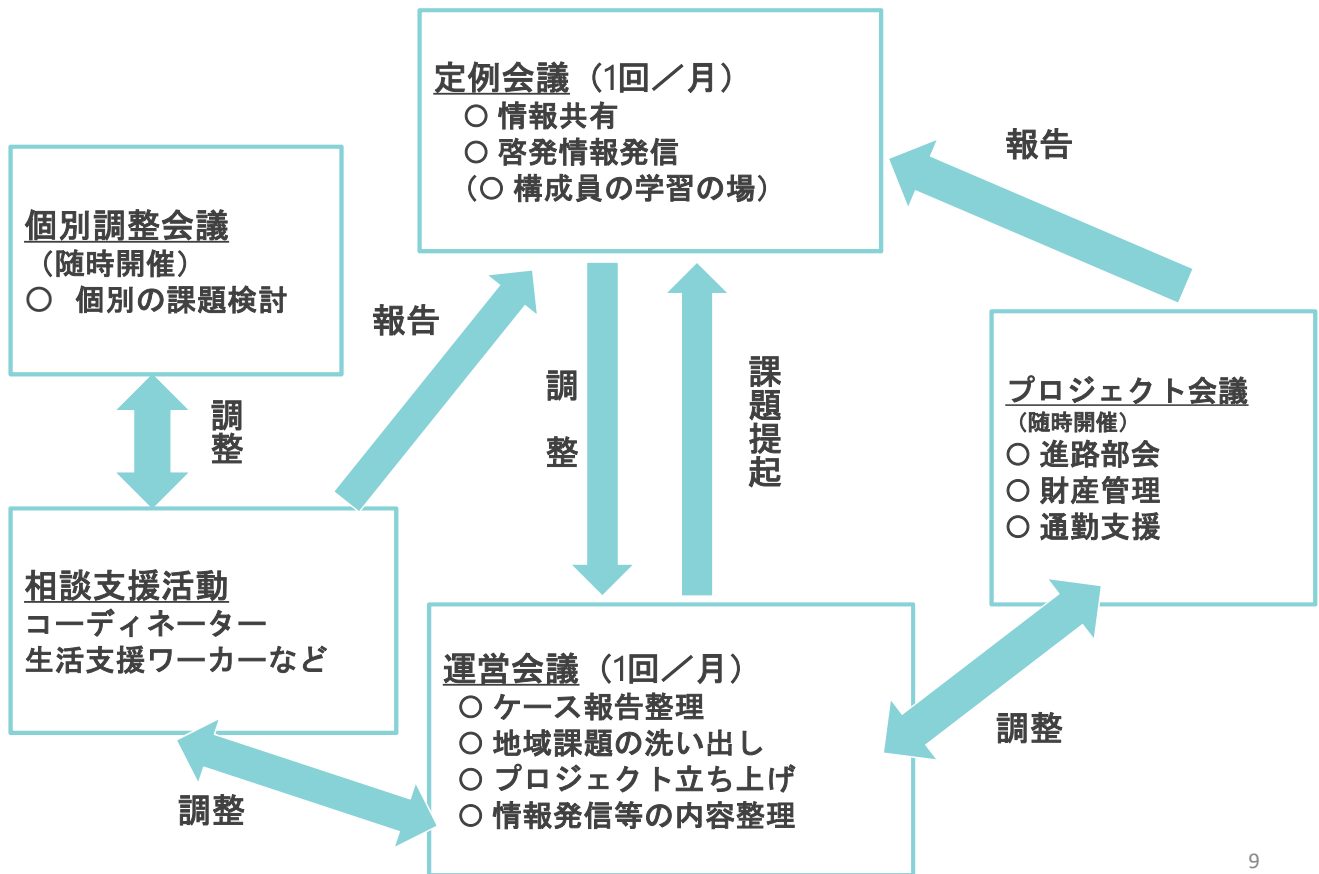 定例会議（1回／月）
○ 情報共有
○ 啓発情報発信
（○ 構成員の学習の場）
報告
個別調整会議
（随時開催）
○ 個別の課題検討
報告
調整
調整
課題提起
プロジェクト会議
（随時開催）
○ 進路部会
○ 財産管理
○ 通勤支援
相談支援活動
コーディネーター
生活支援ワーカーなど
運営会議（1回／月）
○ ケース報告整理
○ 地域課題の洗い出し
○ プロジェクト立ち上げ
○ 情報発信等の内容整理
調整
調整
9